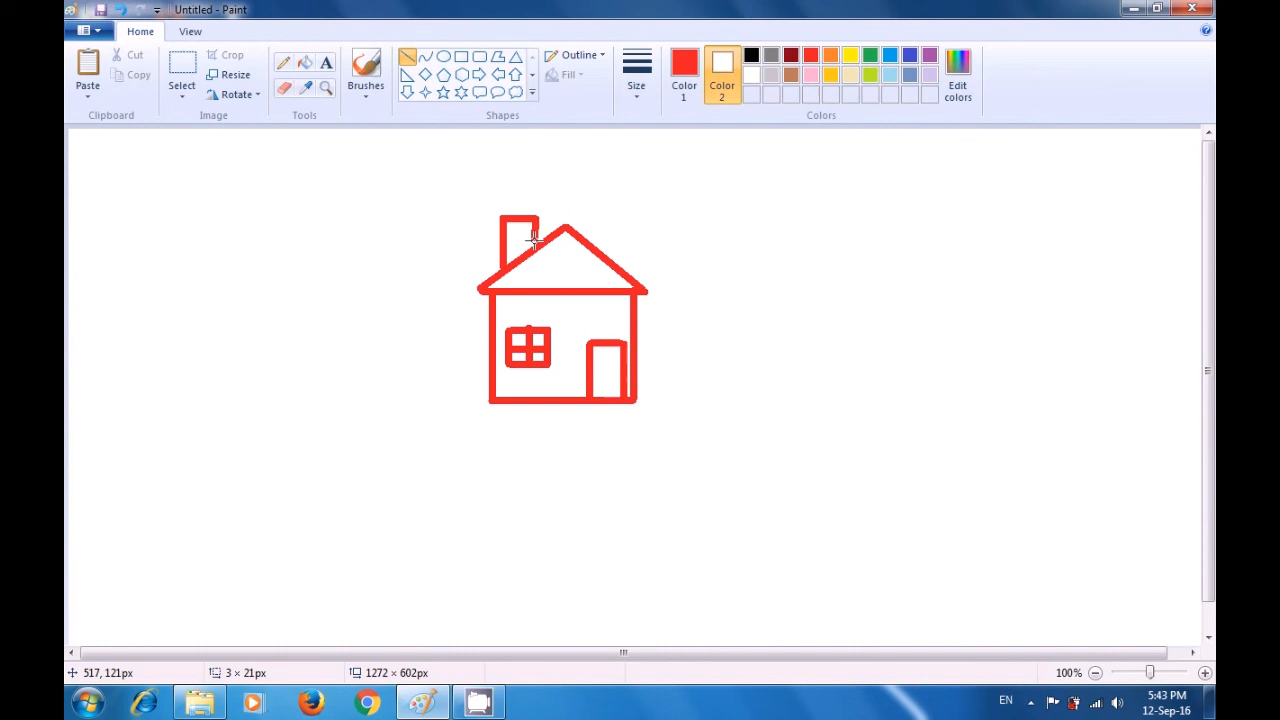 Untitled - Paint
Home View
Paste
Cut
Copy
Clipboard
Select
Crop
Resize
Rotate
Image
Tools
Brushes
Shapes
Outline
Fill
Size
Color 1
Color 2
Edit colors
Colors
517, 121px
3 × 21px
1272 × 602px
100%
EN
5:43 PM
12-Sep-16